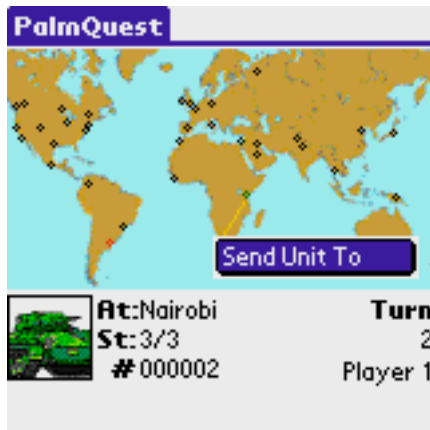 PalmQuest
Send Unit To
At:Nairobi
St:3/3
#000002
Turn
2
Player 1